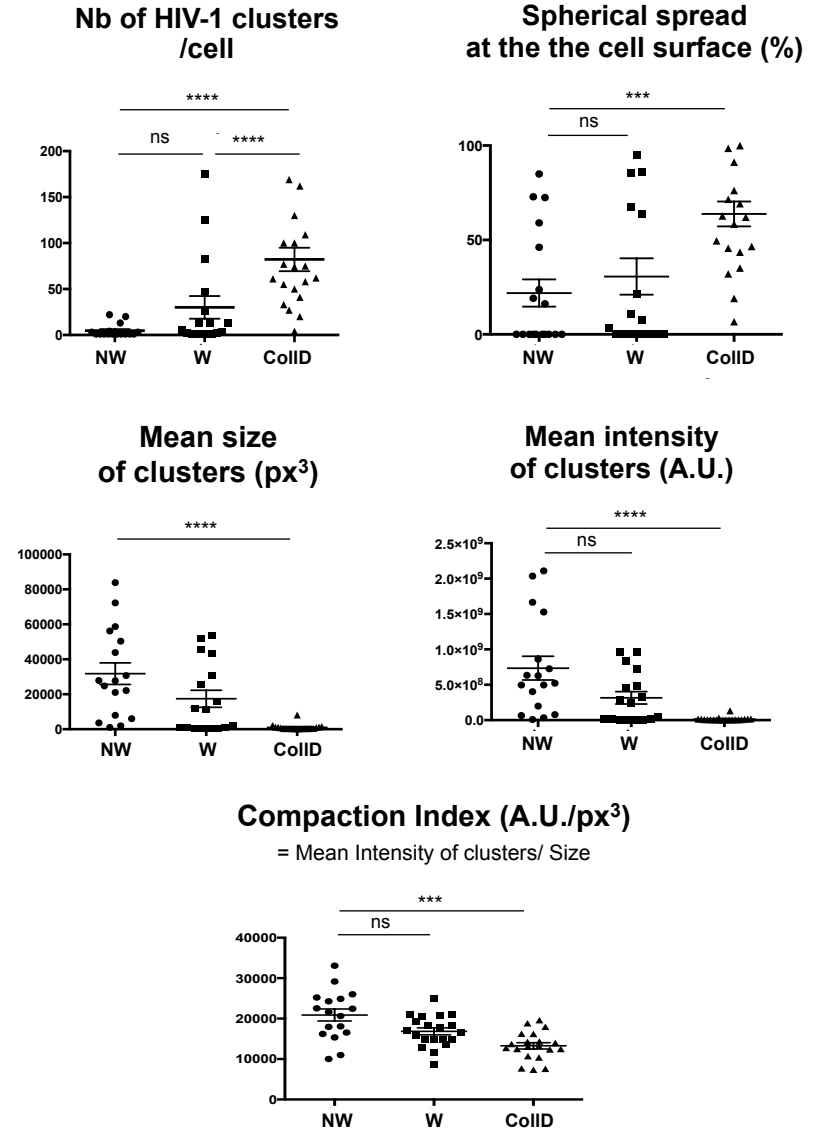 Nb of HIV-1 clusters
/cell
****
ns
****
200
150
100
50
0
NW
W
CollD
Spherical spread
at the the cell surface (%)
***
ns
100
50
0
NW
W
CollD
Mean size
of clusters (px³)
****
100000
80000
60000
40000
20000
0
NW
W
CollD
Mean intensity
of clusters (A.U.)
****
ns
2.5×10⁹
2.0×10⁹
1.5×10⁹
1.0×10⁹
5.0×10⁸
0.0
NW
W
CollD
Compaction Index (A.U./px³)
= Mean Intensity of clusters/ Size
***
ns
40000
30000
20000
10000
0
NW
W
CollD